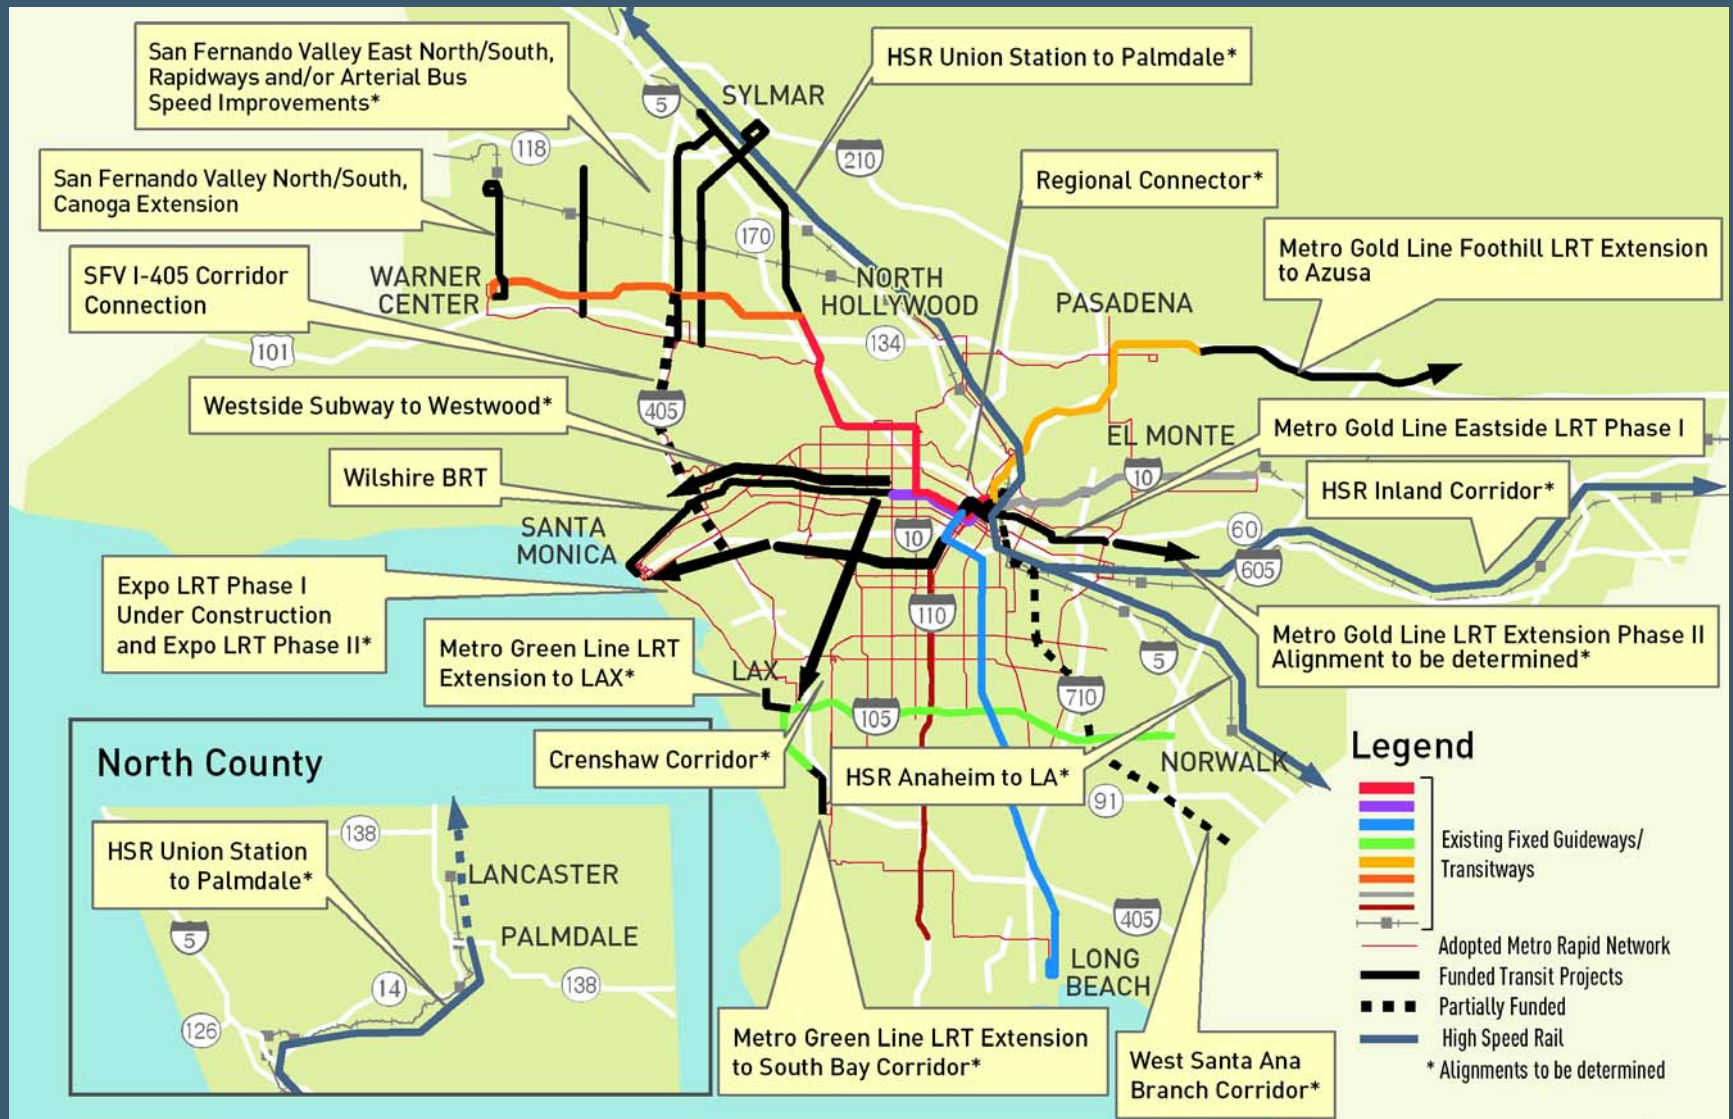 San Fernando Valley East North/South,
Rapidways and/or Arterial Bus
Speed Improvements*
HSR Union Station to Palmdale*
5
SYLMAR
118
210
San Fernando Valley North/South,
Canoga Extension
Regional Connector*
170
Metro Gold Line Foothill LRT Extension
to Azusa
SFV I-405 Corridor
Connection
WARNER
CENTER
NORTH
HOLLYWOOD
PASADENA
101
134
Westside Subway to Westwood*
405
Metro Gold Line Eastside LRT Phase I
EL MONTE
10
Wilshire BRT
HSR Inland Corridor*
SANTA
MONICA
10
60
605
Expo LRT Phase I
Under Construction
and Expo LRT Phase II*
110
Metro Green Line LRT
Extension to LAX*
LAX
5
Metro Gold Line LRT Extension Phase II
Alignment to be determined*
710
105
Crenshaw Corridor*
HSR Anaheim to LA*
NORWALK
91
405
LONG
BEACH
Metro Green Line LRT Extension
to South Bay Corridor*
West Santa Ana
Branch Corridor*
North County
138
HSR Union Station
to Palmdale*
LANCASTER
5
PALMDALE
14
138
126
Legend
Existing Fixed Guideways/
Transitways
Adopted Metro Rapid Network
Funded Transit Projects
Partially Funded
High Speed Rail
* Alignments to be determined